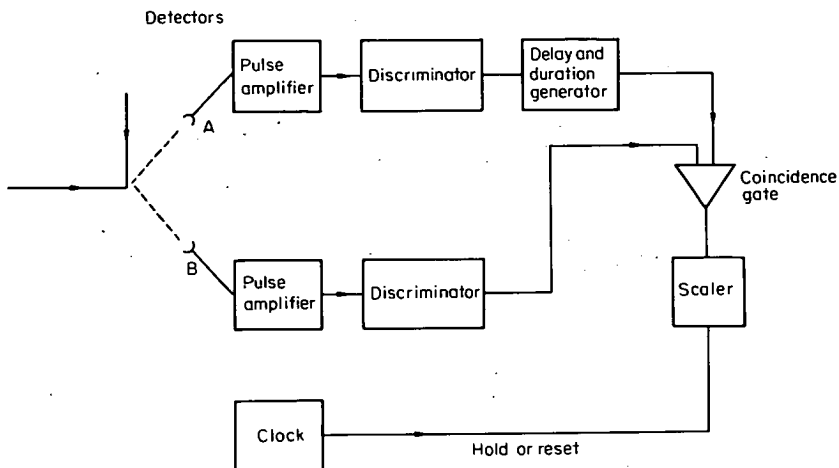 Detectors
Pulse
amplifier
Discriminator
Delay and
duration
generator
A
Coincidence
gate
B
Pulse
amplifier
Discriminator
Scaler
Clock
Hold or reset